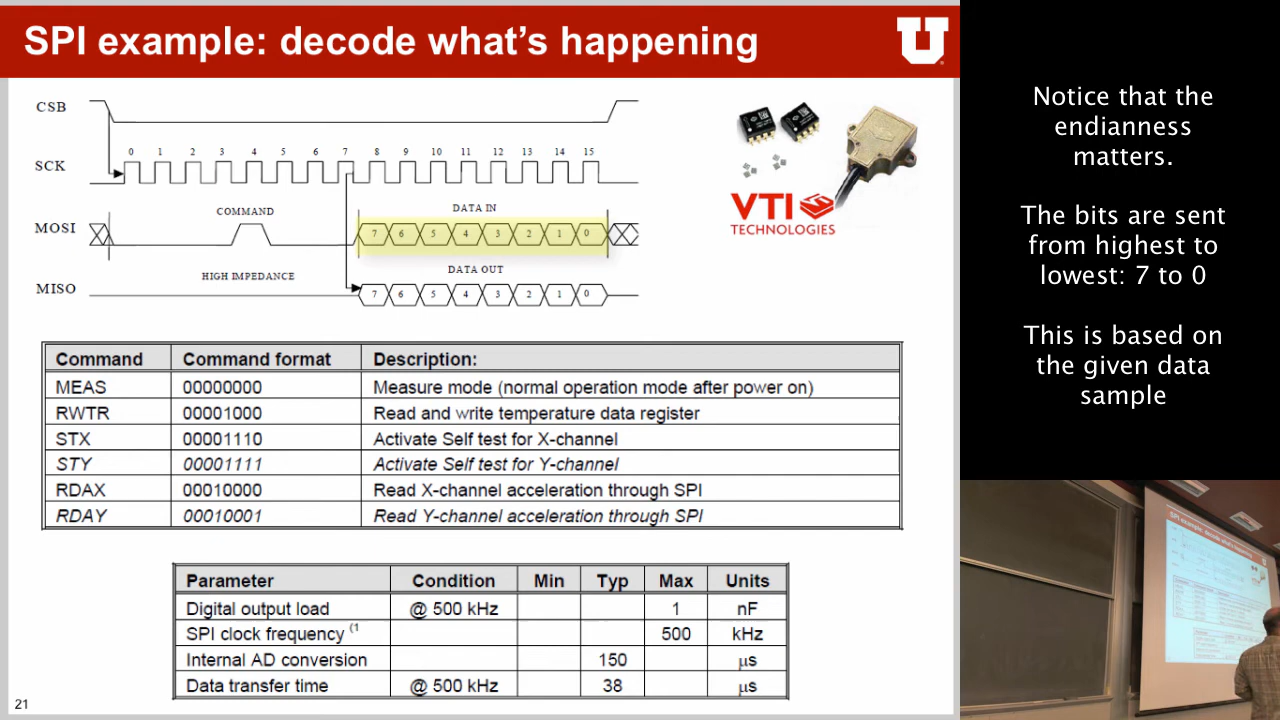 SPI example: decode what's happening
CSB
0 1 2 3 4 5 6 7 8 9 10 11 12 13 14 15
SCK
COMMAND DATA IN
MOSI 7 6 5 4 3 2 1 0
HIGH IMPEDANCE DATA OUT
MISO 7 6 5 4 3 2 1 0
VTI
TECHNOLOGIES
Command Command format Description:
MEAS 00000000 Measure mode (normal operation mode after power on)
RWTR 00001000 Read and write temperature data register
STX 00001110 Activate Self test for X-channel
STY 00001111 Activate Self test for Y-channel
RDAX 00010000 Read X-channel acceleration through SPI
RDAY 00010001 Read Y-channel acceleration through SPI
Parameter Condition Min Typ Max Units
Digital output load @ 500 kHz 1 nF
SPI clock frequency (1 500 kHz
Internal AD conversion 150 μs
Data transfer time @ 500 kHz 38 μs
21
Notice that the
endianness
matters.
The bits are sent
from highest to
lowest: 7 to 0
This is based on
the given data
sample
SPI example: decode what's happening